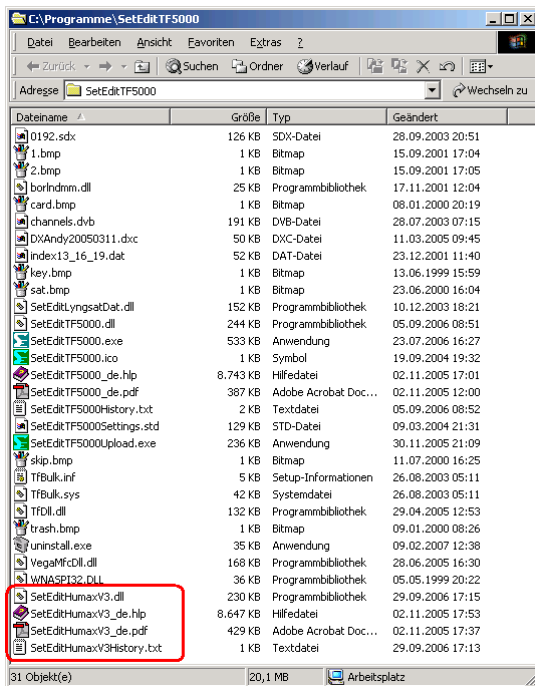 C:\Programme\SetEditTF5000
Datei Bearbeiten Ansicht Favoriten Extras ?
Zurück Suchen Ordner Verlauf
Adresse SetEditTF5000 Wechseln zu
Dateiname Größe Typ Geändert
0192.sdx 126 KB SDX-Datei 28.09.2003 20:51
1.bmp 1 KB Bitmap 15.09.2001 17:04
2.bmp 1 KB Bitmap 15.09.2001 17:05
borlndmm.dll 25 KB Programmbibliothek 17.11.2001 12:04
card.bmp 1 KB Bitmap 08.01.2000 20:19
channels.dvb 191 KB DVB-Datei 28.07.2003 07:15
DXAndy20050311.dxc 50 KB DXC-Datei 11.03.2005 09:45
index13_16_19.dat 52 KB DAT-Datei 23.12.2001 11:40
key.bmp 1 KB Bitmap 13.06.1999 15:59
sat.bmp 1 KB Bitmap 23.06.2000 16:04
SetEditLyngsatDat.dll 152 KB Programmbibliothek 10.12.2003 18:21
SetEditTF5000.dll 244 KB Programmbibliothek 05.09.2006 08:51
SetEditTF5000.exe 533 KB Anwendung 23.07.2006 16:27
SetEditTF5000.ico 1 KB Symbol 19.09.2004 19:32
SetEditTF5000_de.hlp 8.743 KB Hilfedatei 02.11.2005 17:01
SetEditTF5000_de.pdf 387 KB Adobe Acrobat Doc... 02.11.2005 12:00
SetEditTF5000History.txt 2 KB Textdatei 05.09.2006 08:52
SetEditTF5000Settings.std 129 KB STD-Datei 09.03.2004 21:31
SetEditTF5000Upload.exe 236 KB Anwendung 30.11.2005 21:09
skip.bmp 1 KB Bitmap 11.07.2000 16:25
TfBulk.inf 5 KB Setup-Informationen 26.08.2003 05:11
TfBulk.sys 42 KB Systemdatei 26.08.2003 05:11
TfDll.dll 132 KB Programmbibliothek 29.04.2005 12:53
trash.bmp 1 KB Bitmap 09.01.2000 08:26
uninstall.exe 35 KB Anwendung 09.02.2007 12:38
VegaMfcDll.dll 168 KB Programmbibliothek 28.06.2005 16:30
WNASPI32.DLL 36 KB Programmbibliothek 05.05.1999 20:22
SetEditHumaxV3.dll 230 KB Programmbibliothek 29.09.2006 17:15
SetEditHumaxV3_de.hlp 8.647 KB Hilfedatei 02.11.2005 17:53
SetEditHumaxV3_de.pdf 429 KB Adobe Acrobat Doc... 02.11.2005 17:37
SetEditHumaxV3History.txt 1 KB Textdatei 29.09.2006 17:13
31 Objekt(e) 20,1 MB Arbeitsplatz